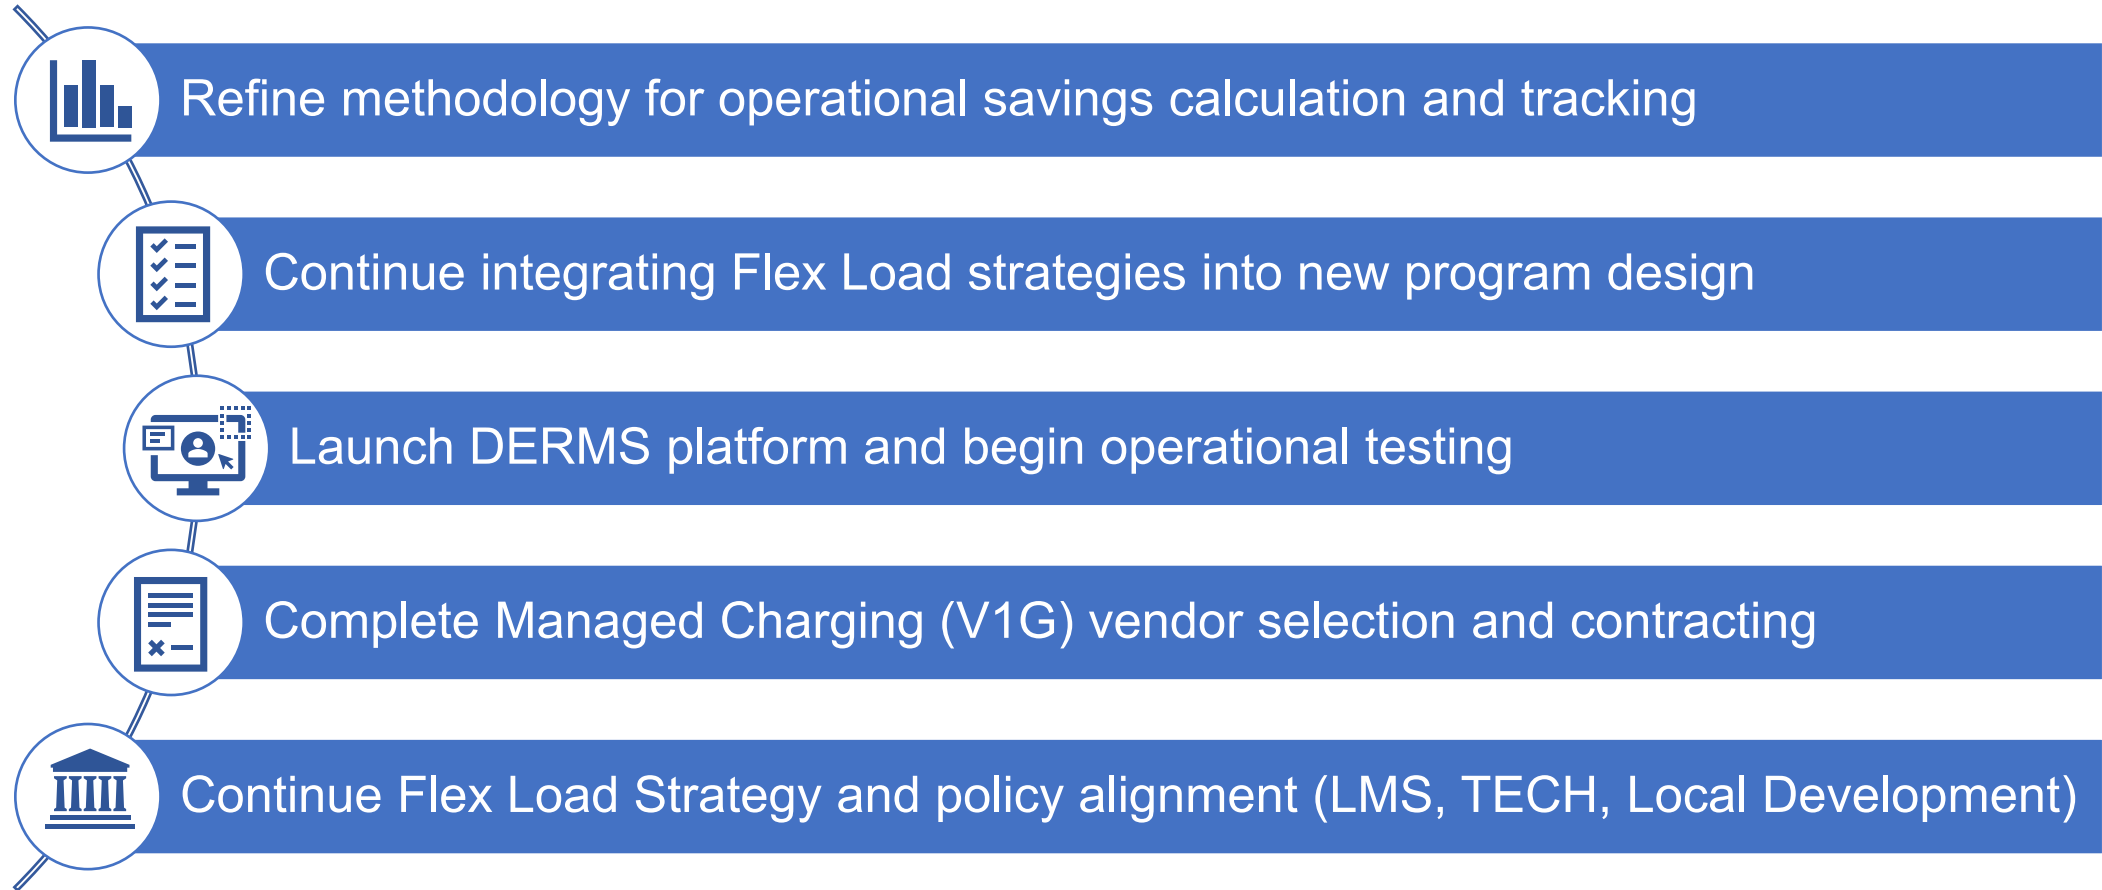 Refine methodology for operational savings calculation and tracking
Continue integrating Flex Load strategies into new program design
Launch DERMS platform and begin operational testing
Complete Managed Charging (V1G) vendor selection and contracting
Continue Flex Load Strategy and policy alignment (LMS, TECH, Local Development)